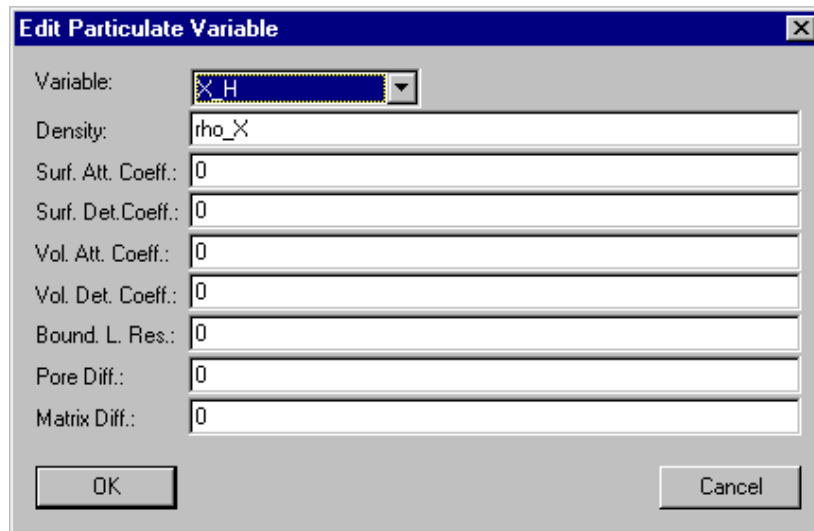 Edit Particulate Variable
Variable: X_H
Density: rho_X
Surf. Att. Coeff.: 0
Surf. Det.Coeff.: 0
Vol. Att. Coeff.: 0
Vol. Det. Coeff.: 0
Bound. L. Res.: 0
Pore Diff.: 0
Matrix Diff.: 0
OK Cancel